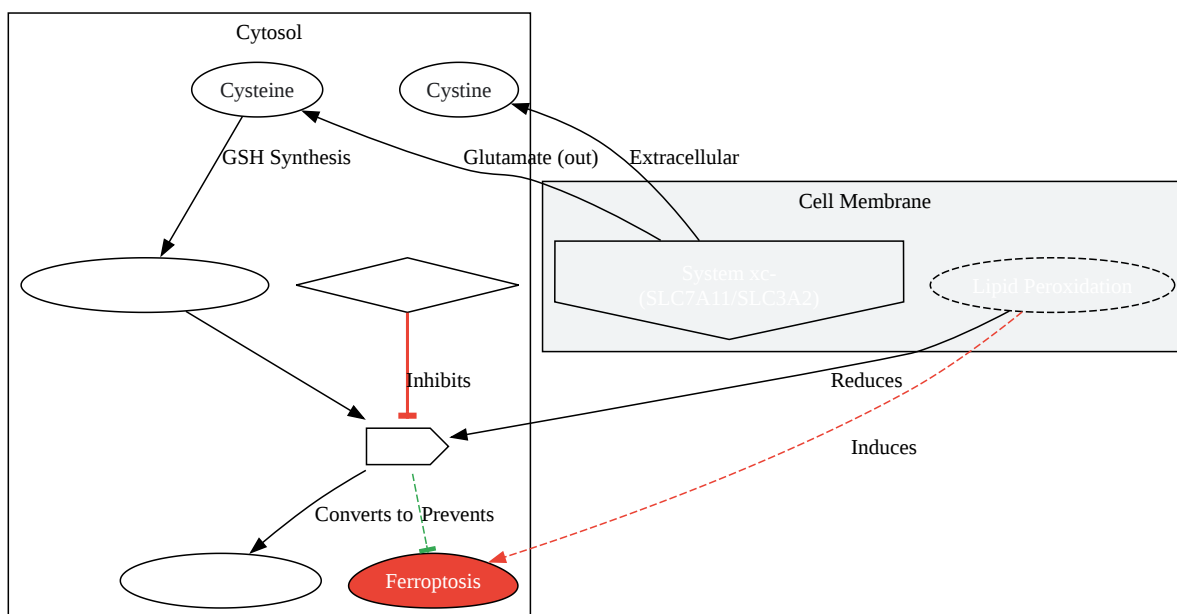 Cytosol
Cysteine
Cystine
GSH Synthesis
Glutamate (out)
Extracellular
Cell Membrane
System xc-
(SLC7A11/SLC3A2)
Lipid Peroxidation
Inhibits
Reduces
Induces
Converts to
Prevents
Ferroptosis